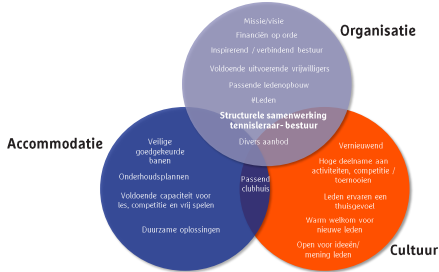 Organisatie
Missie/visie
Financiën op orde
Inspirerend / verbindend bestuur
Voldoende uitvoerende vrijwilligers
Passende ledenopbouw
#Leden
Structurele samenwerking
tennisleraar- bestuur
Divers aanbod
Accommodatie
Veilige
goedgekeurde
banen
Onderhoudsplannen
Voldoende capaciteit voor
les, competitie en vrij spelen
Duurzame oplossingen
Passend
clubhuis
Vernieuwend
Hoge deelname aan
activiteiten, competitie /
toernooien
Leden ervaren een
thuisgevoel
Warm welkom voor
nieuwe leden
Open voor ideeën/
mening leden
Cultuur